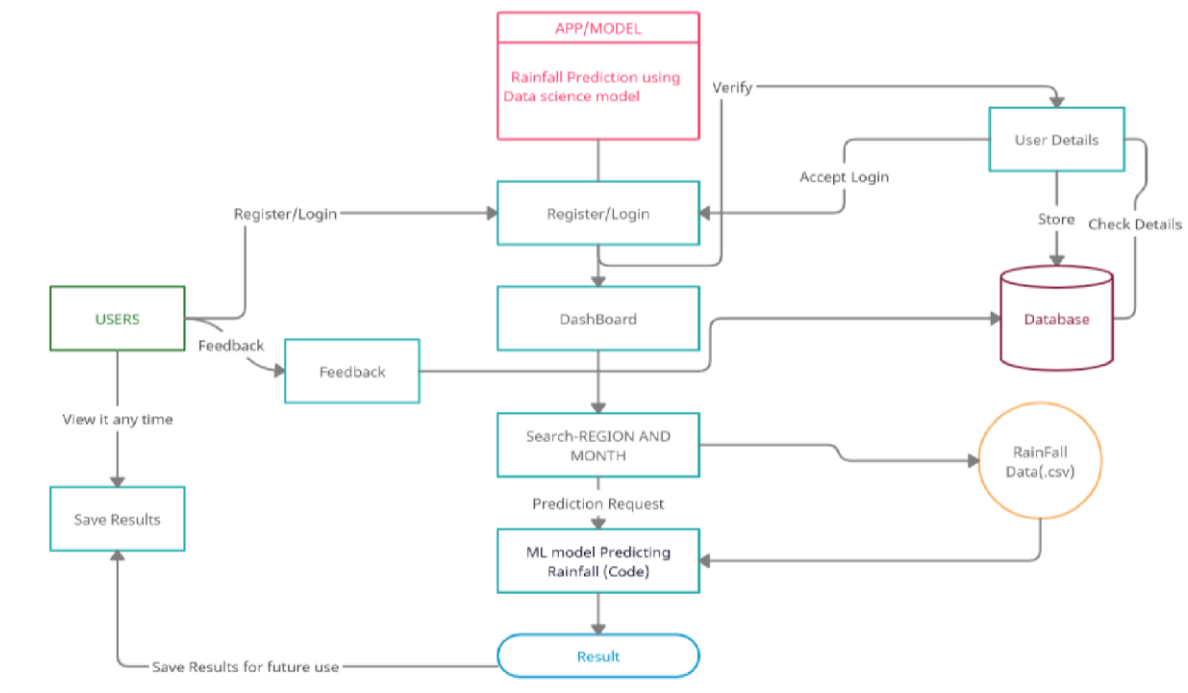 APP/MODEL
Rainfall Prediction using
Data science model
Verify
User Details
Accept Login
Register/Login
Register/Login
Store
Check Details
USERS
DashBoard
Database
Feedback
Feedback
View it any time
Search-REGION AND
MONTH
RainFall
Data(.csv)
Prediction Request
Save Results
ML model Predicting
Rainfall (Code)
Result
Save Results for future use